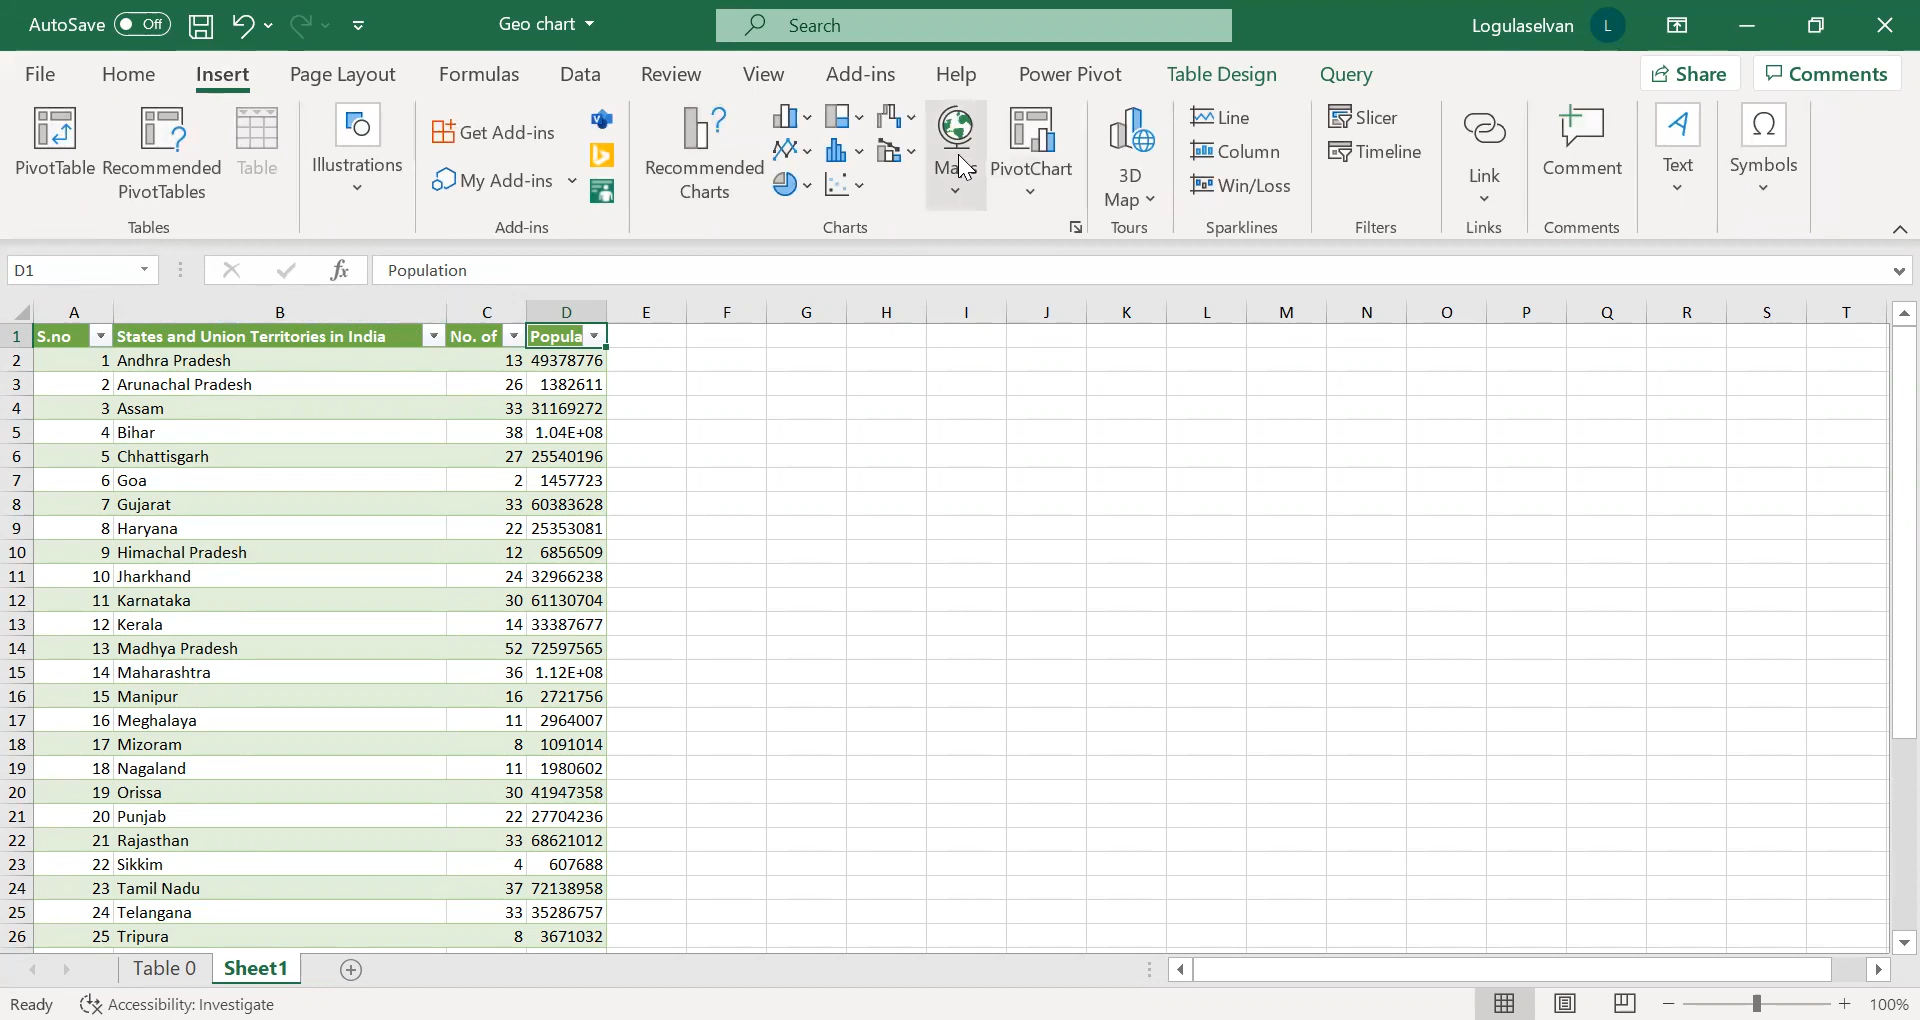 AutoSave Off Geo chart Search Logulaselvan L
File Home Insert Page Layout Formulas Data Review View Add-ins Help Power Pivot Table Design Query Share Comments
PivotTable Recommended PivotTables Table
Tables
Illustrations
Get Add-ins
My Add-ins
Add-ins
Recommended Charts
Maps PivotChart
Charts
3D Map
Tours
Line
Column
Win/Loss
Sparklines
Slicer
Timeline
Filters
Link
Links
Comment
Comments
Text
Symbols
D1 fx Population
A B C D E F G H I J K L M N O P Q R S T
1 S.no States and Union Territories in India No. of Popula
2 1 Andhra Pradesh 13 49378776
3 2 Arunachal Pradesh 26 1382611
4 3 Assam 33 31169272
5 4 Bihar 38 1.04E+08
6 5 Chhattisgarh 27 25540196
7 6 Goa 2 1457723
8 7 Gujarat 33 60383628
9 8 Haryana 22 25353081
10 9 Himachal Pradesh 12 6856509
11 10 Jharkhand 24 32966238
12 11 Karnataka 30 61130704
13 12 Kerala 14 33387677
14 13 Madhya Pradesh 52 72597565
15 14 Maharashtra 36 1.12E+08
16 15 Manipur 16 2721756
17 16 Meghalaya 11 2964007
18 17 Mizoram 8 1091014
19 18 Nagaland 11 1980602
20 19 Orissa 30 41947358
21 20 Punjab 22 27704236
22 21 Rajasthan 33 68621012
23 22 Sikkim 4 607688
24 23 Tamil Nadu 37 72138958
25 24 Telangana 33 35286757
26 25 Tripura 8 3671032
Table 0 Sheet1
Ready Accessibility: Investigate 100%